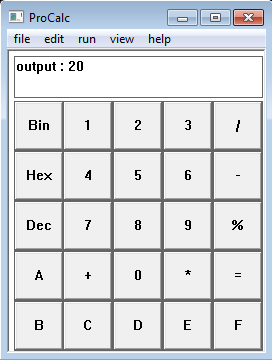 ProCalc
file edit run view help
output : 20
Bin 1 2 3 /
Hex 4 5 6 -
Dec 7 8 9 %
A + 0 * =
B C D E F